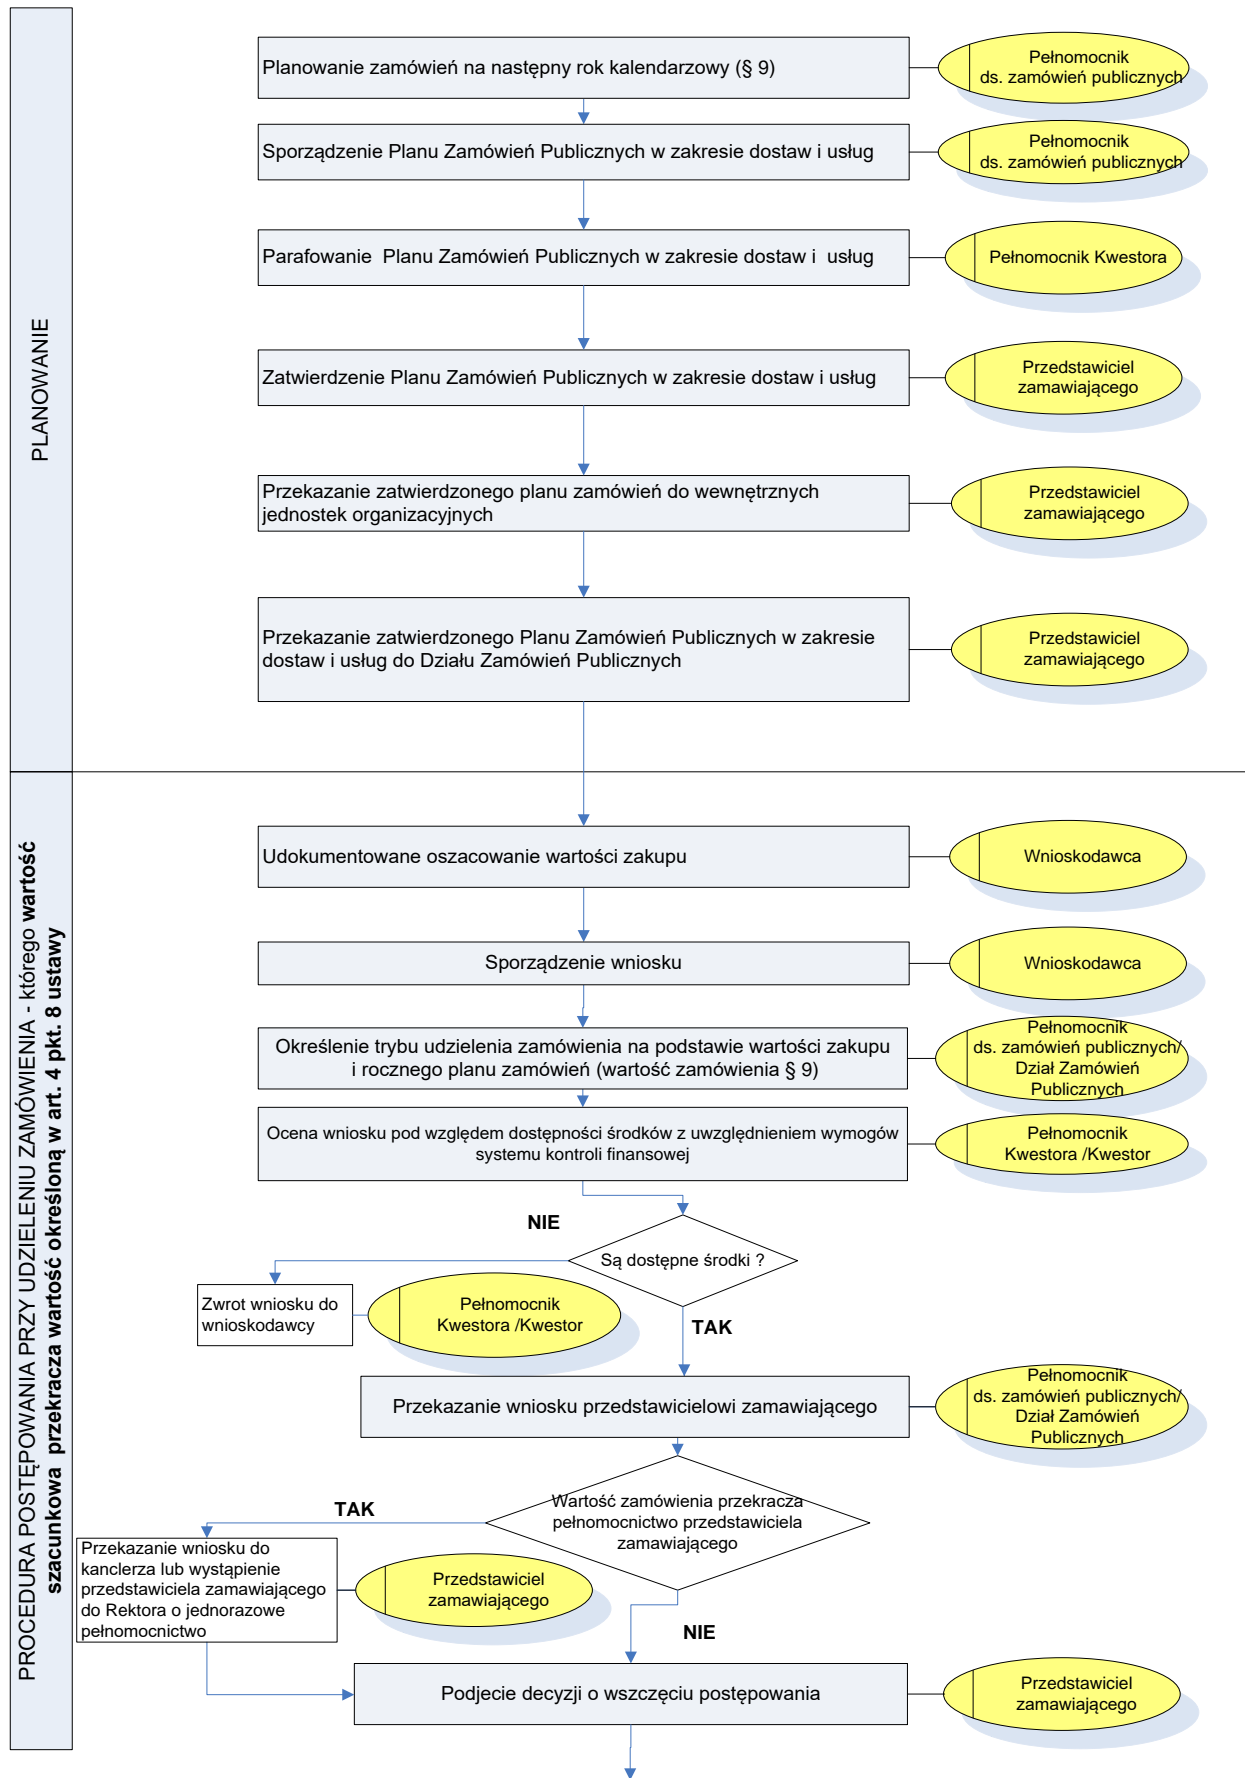 PLANOWANIE
Planowanie zamówień na następny rok kalendarzowy (§ 9)
Pełnomocnik
ds. zamówień publicznych
Sporządzenie Planu Zamówień Publicznych w zakresie dostaw i usług
Pełnomocnik
ds. zamówień publicznych
Parafowanie Planu Zamówień Publicznych w zakresie dostaw i usług
Pełnomocnik Kwestora
Zatwierdzenie Planu Zamówień Publicznych w zakresie dostaw i usług
Przedstawiciel
zamawiającego
Przekazanie zatwierdzonego planu zamówień do wewnętrznych
jednostek organizacyjnych
Przedstawiciel
zamawiającego
Przekazanie zatwierdzonego Planu Zamówień Publicznych w zakresie
dostaw i usług do Działu Zamówień Publicznych
Przedstawiciel
zamawiającego
PROCEDURA POSTĘPOWANIA PRZY UDZIELENIU ZAMÓWIENIA - którego wartość
szacunkowa przekracza wartość określoną w art. 4 pkt. 8 ustawy
Udokumentowane oszacowanie wartości zakupu
Wnioskodawca
Sporządzenie wniosku
Wnioskodawca
Określenie trybu udzielenia zamówienia na podstawie wartości zakupu
i rocznego planu zamówień (wartość zamówienia § 9)
Pełnomocnik
ds. zamówień publicznych/
Dział Zamówień
Publicznych
Ocena wniosku pod względem dostępności środków z uwzględnieniem wymogów
systemu kontroli finansowej
Pełnomocnik
Kwestora /Kwestor
NIE
Są dostępne środki ?
Zwrot wniosku do
wnioskodawcy
Pełnomocnik
Kwestora /Kwestor
TAK
Przekazanie wniosku przedstawicielowi zamawiającego
Pełnomocnik
ds. zamówień publicznych/
Dział Zamówień
Publicznych
TAK
Wartość zamówienia przekracza
pełnomocnictwo przedstawiciela
zamawiającego
Przekazanie wniosku do
kanclerza lub wystąpienie
przedstawiciela zamawiającego
do Rektora o jednorazowe
pełnomocnictwo
Przedstawiciel
zamawiającego
NIE
Podjecie decyzji o wszczęciu postępowania
Przedstawiciel
zamawiającego